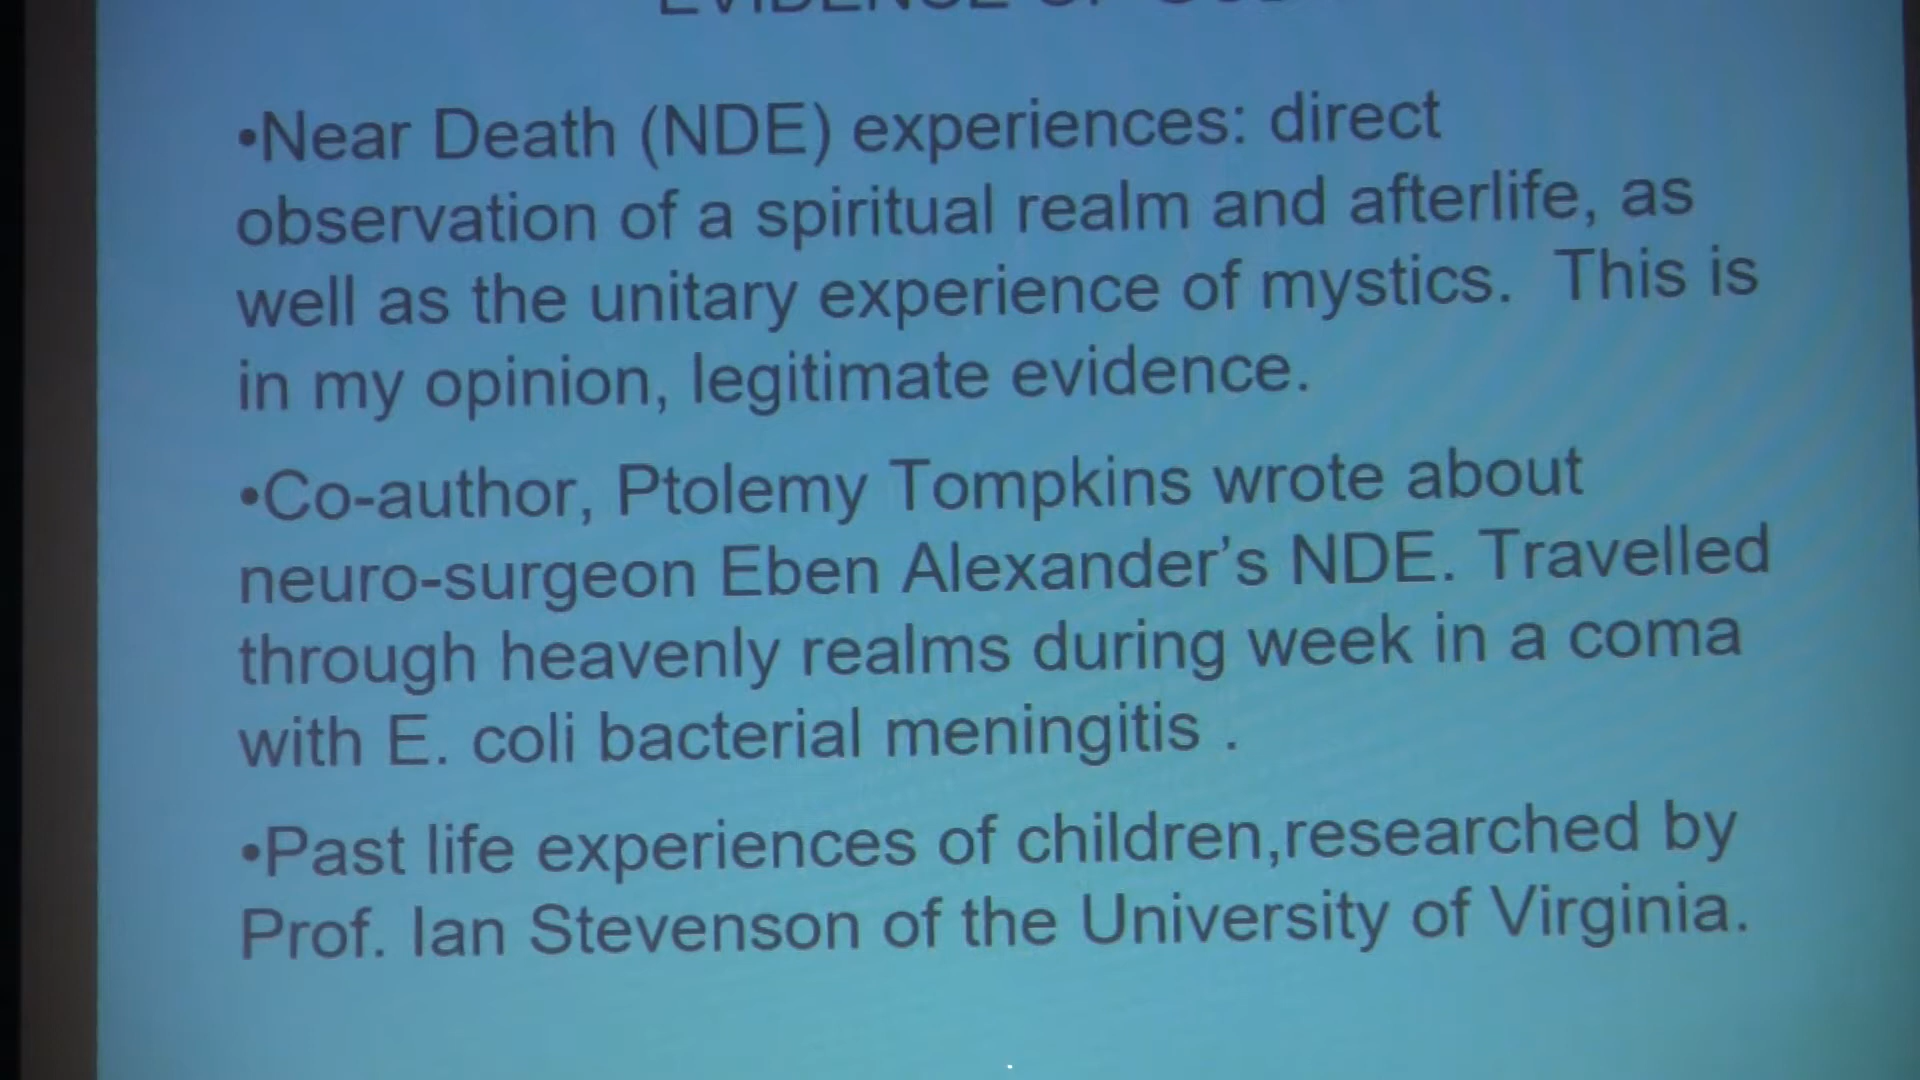 EVIDENCE OF
•Near Death (NDE) experiences: direct
observation of a spiritual realm and afterlife, as
well as the unitary experience of mystics. This is
in my opinion, legitimate evidence.
•Co-author, Ptolemy Tompkins wrote about
neuro-surgeon Eben Alexander’s NDE. Travelled
through heavenly realms during week in a coma
with E. coli bacterial meningitis .
•Past life experiences of children,researched by
Prof. Ian Stevenson of the University of Virginia.